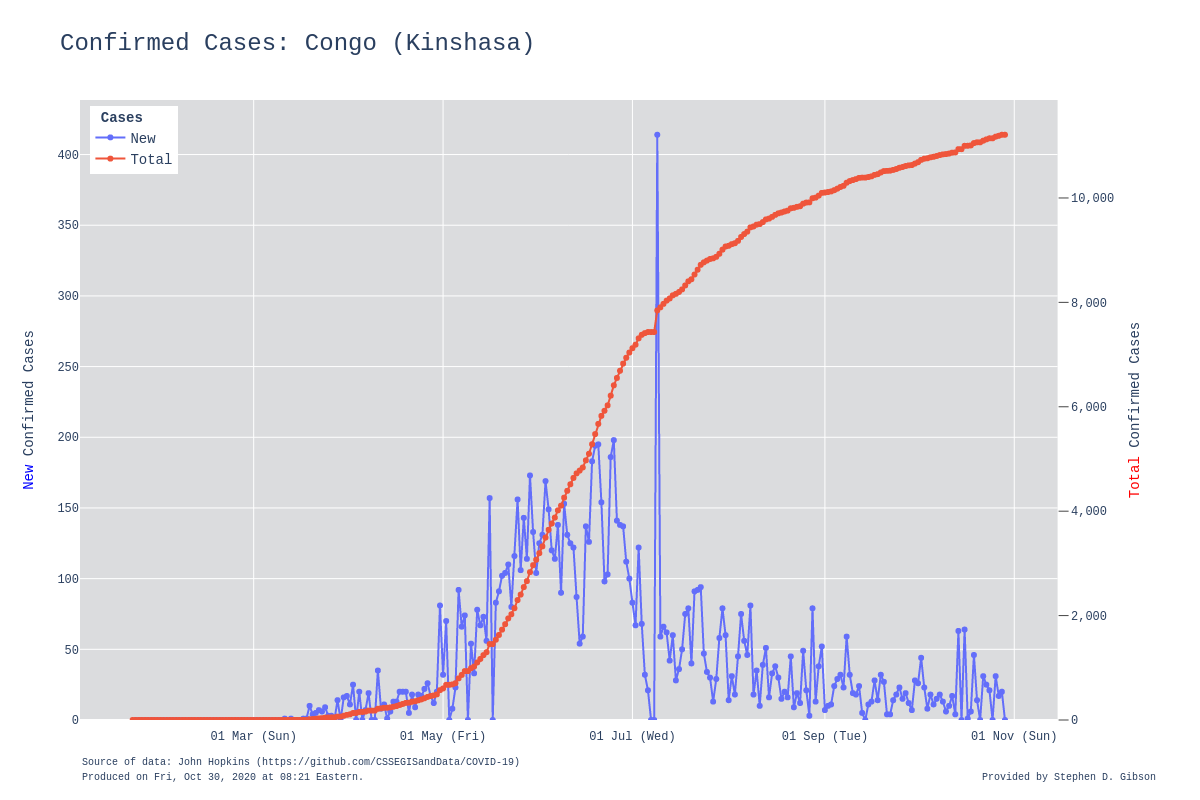 Confirmed Cases: Congo (Kinshasa)
Cases
New
Total
400
350
300
250
200
150
100
50
0
New Confirmed Cases
10,000
8,000
6,000
4,000
2,000
0
Total Confirmed Cases
01 Mar (Sun)
01 May (Fri)
01 Jul (Wed)
01 Sep (Tue)
01 Nov (Sun)
Source of data: John Hopkins (https://github.com/CSSEGISandData/COVID-19)
Produced on Fri, Oct 30, 2020 at 08:21 Eastern.
Provided by Stephen D. Gibson